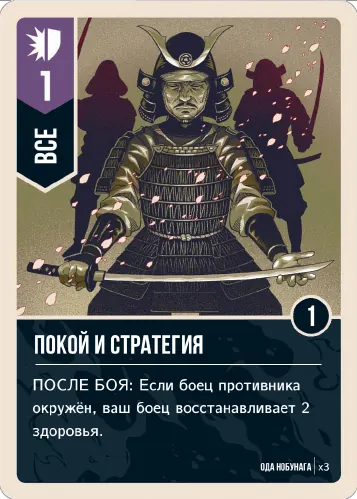 1
ВСЕ
1
ПОКОЙ И СТРАТЕГИЯ
ПОСЛЕ БОЯ: Если боец противника
окружён, ваш боец восстанавливает 2
здоровья.
ОДА НОБУНАГА | x3